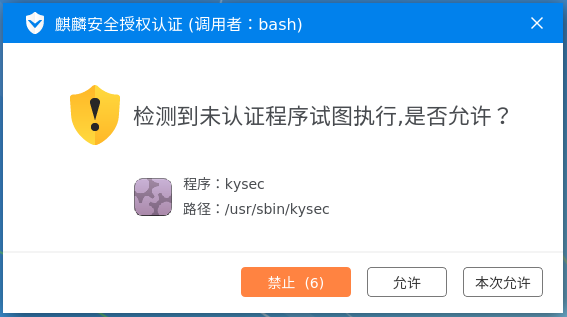 麒麟安全授权认证 (调用者：bash)
检测到未认证程序试图执行,是否允许？
程序：kysec
路径：/usr/sbin/kysec
禁止 (6) 允许 本次允许